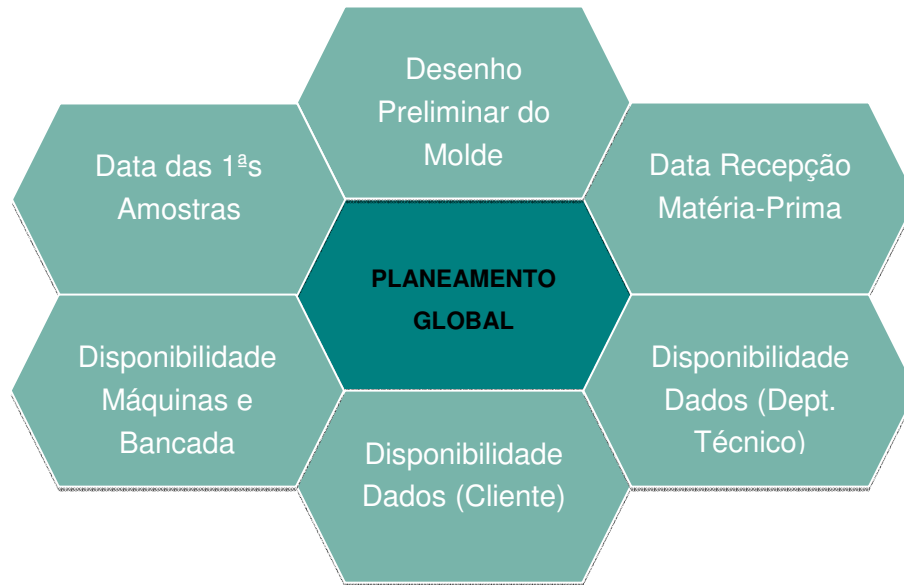 Desenho
Preliminar do
Molde
Data das 1ªs
Amostras
Data Recepção
Matéria-Prima
PLANEAMENTO
GLOBAL
Disponibilidade
Máquinas e
Bancada
Disponibilidade
Dados (Dept.
Técnico)
Disponibilidade
Dados (Cliente)